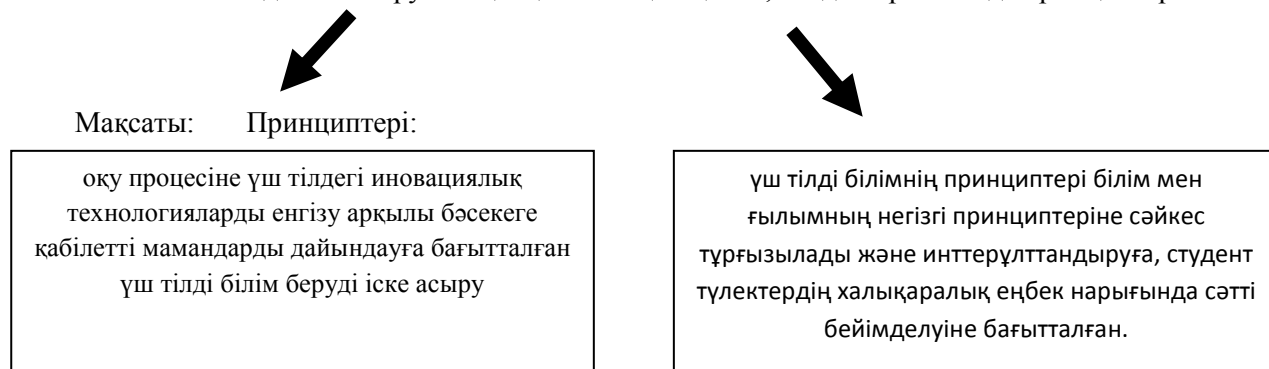 Мақсаты: Принциптері:
оқу процесіне үш тілдегі иновациялық
технологияларды енгізу арқылы бәсекеге
қабілетті мамандарды дайындауға бағытталған
үш тілді білім беруді іске асыру
үш тілді білімнің принциптері білім мен
ғылымның негізгі принциптеріне сәйкес
тұрғызылады және инттерұлттандыруға, студент
түлектердің халықаралық еңбек нарығында сәтті
бейімделуіне бағытталған.